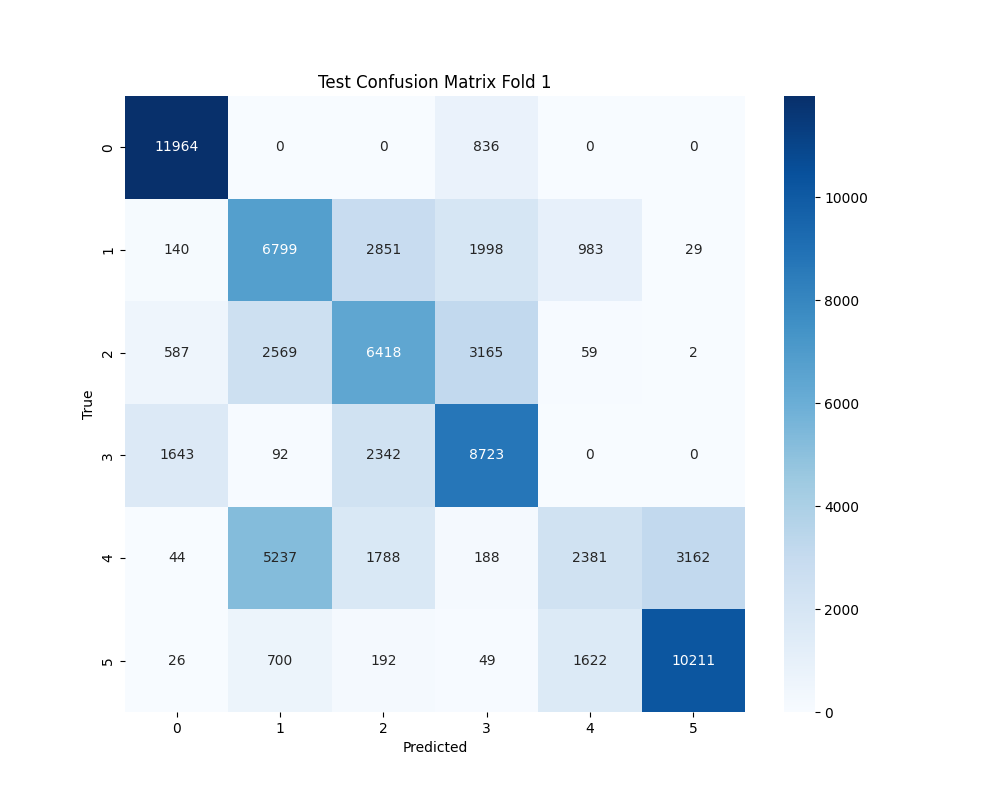 Test Confusion Matrix Fold 1
0 11964 0 0 836 0 0
1 140 6799 2851 1998 983 29
2 587 2569 6418 3165 59 2
3 1643 92 2342 8723 0 0
4 44 5237 1788 188 2381 3162
5 26 700 192 49 1622 10211
0 1 2 3 4 5
Predicted
True
10000
8000
6000
4000
2000
0